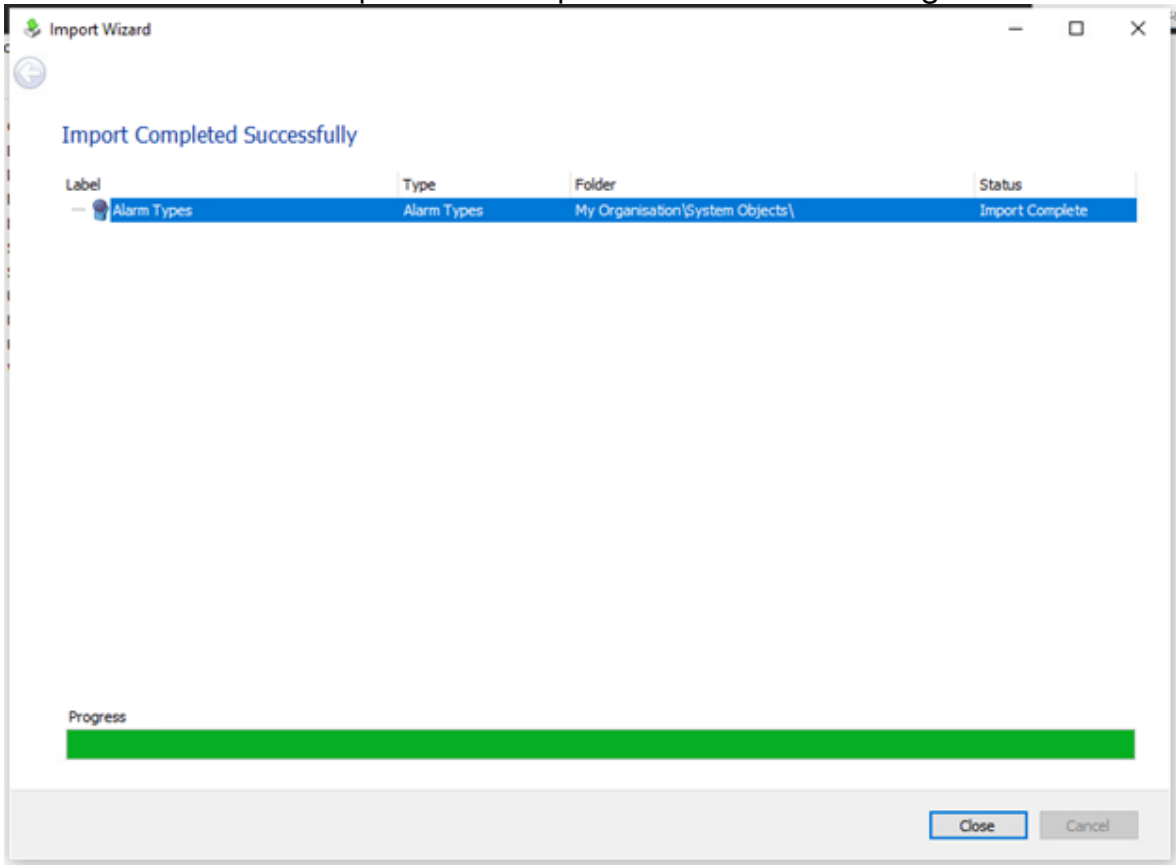 Import Wizard
Import Completed Successfully
Label Type Folder Status
Alarm Types Alarm Types My Organisation\System Objects\ Import Complete
Progress
Close Cancel